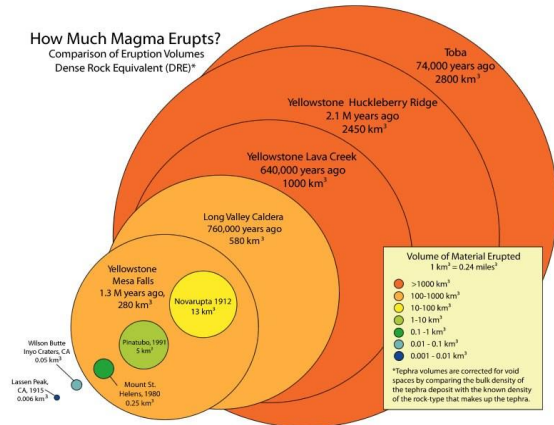 How Much Magma Erupts?
Comparison of Eruption Volumes
Dense Rock Equivalent (DRE)*
Toba
74,000 years ago
2800 km³
Yellowstone Huckleberry Ridge
2.1 M years ago
2450 km³
Yellowstone Lava Creek
640,000 years ago
1000 km³
Long Valley Caldera
760,000 years ago
580 km³
Yellowstone
Mesa Falls
1.3 M years ago,
280 km³
Novarupta 1912
13 km³
Pinatubo, 1991
5 km³
Mount St.
Helens, 1980
0.25 km³
Wilson Butte
Inyo Craters, CA
0.05 km³
Lassen Peak,
CA, 1915
0.006 km³
Volume of Material Erupted
1 km³ = 0.24 miles³
>1000 km³
100-1000 km³
10-100 km³
1-10 km³
0.1 -1 km³
0.01 - 0.1 km³
0.001 - 0.01 km³
*Tephra volumes are corrected for void
spaces by comparing the bulk density of
the tephra deposit with the known density
of the rock-type that makes up the tephra.